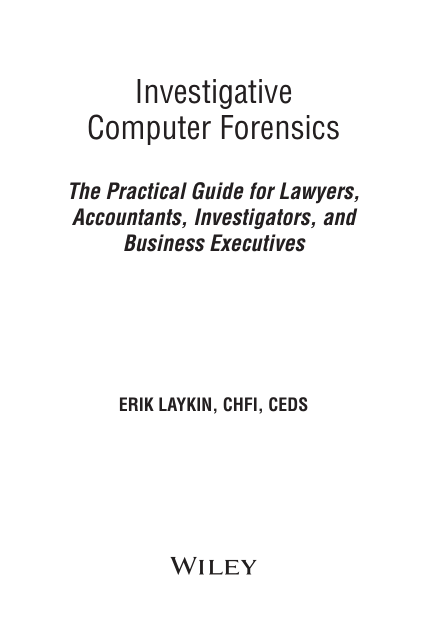 Investigative
Computer Forensics
The Practical Guide for Lawyers,
Accountants, Investigators, and
Business Executives
ERIK LAYKIN, CHFI, CEDS
WILEY